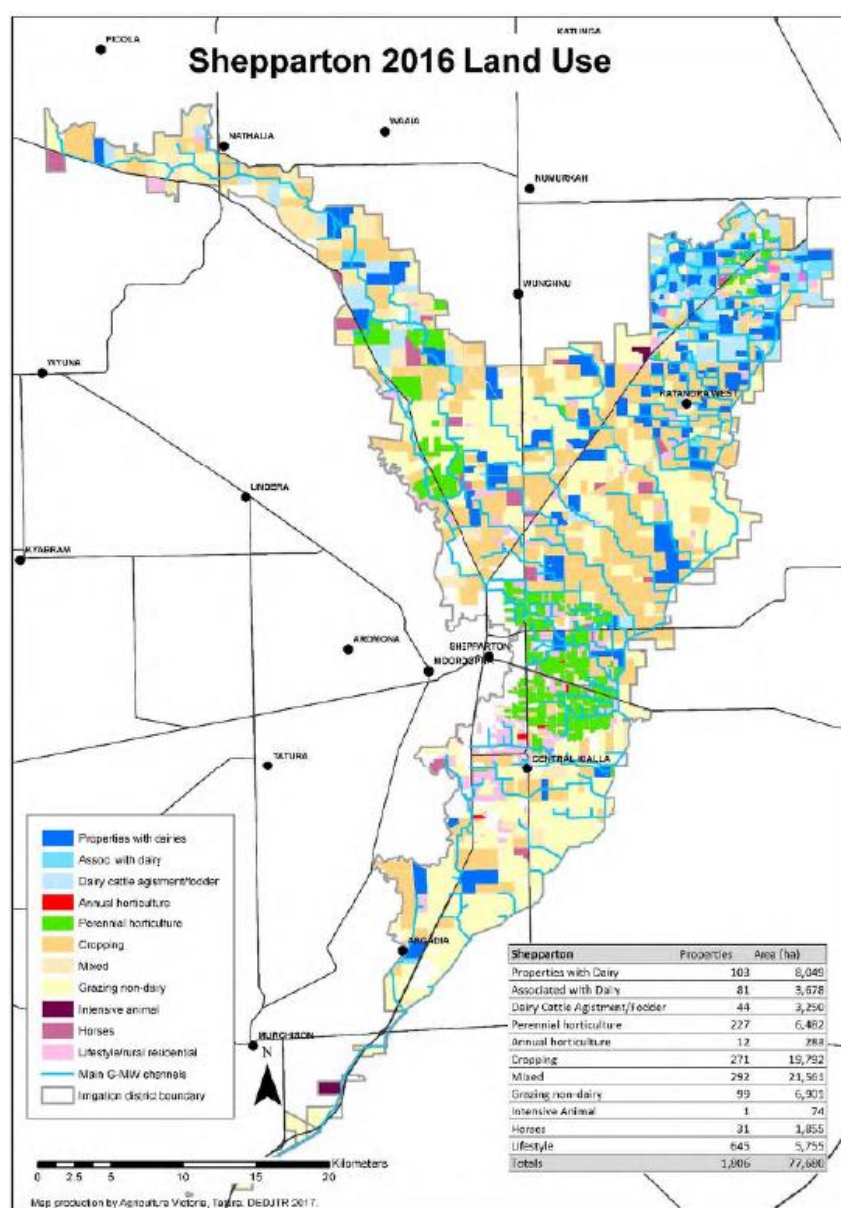 PICOLA
KATUNGA
Shepparton 2016 Land Use
WAAIA
NATHALIA
NUMURKAH
WUNGHNU
WYUNA
KATANDRA WEST
UNDERA
KYABRAM
ARDMONA
SHEPPARTON
MOOROOPNA
TATURA
CENTRAL KIALLA
ARCADIA
MURCHISON
Properties with dairies
Assoc. with dairy
Dairy cattle agistment/fodder
Annual horticulture
Perennial horticulture
Cropping
Mixed
Grazing non-dairy
Intensive animal
Horses
Lifestyle/rural residential
Main G-MW channels
Irrigation district boundary
N
Shepparton Properties Area (ha)
Properties with Dairy 103 8,049
Associated with Dairy 81 3,678
Dairy Cattle Agistment/Fodder 44 3,250
Perennial horticulture 227 6,482
Annual horticulture 12 283
Cropping 271 19,792
Mixed 292 21,561
Grazing non-dairy 99 6,901
Intensive Animal 1 74
Horses 31 1,855
Lifestyle 645 5,755
Totals 1,806 77,680
Kilometers
0 2.5 5 10 15 20
Map production by Agriculture Victoria, Tatura. DEDJTR 2017.